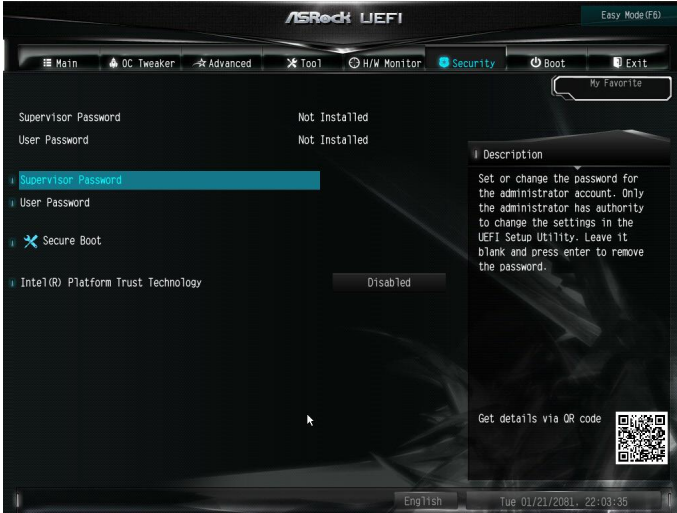 ASRock UEFI
Easy Mode(F6)
Main OC Tweaker Advanced Tool H/W Monitor Security Boot Exit
My Favorite
Supervisor Password Not Installed
User Password Not Installed
Description
Supervisor Password
User Password
Secure Boot
Intel(R) Platform Trust Technology Disabled
Set or change the password for
the administrator account. Only
the administrator has authority
to change the settings in the
UEFI Setup Utility. Leave it
blank and press enter to remove
the password.
Get details via QR code
English Tue 01/21/2081. 22:03:35